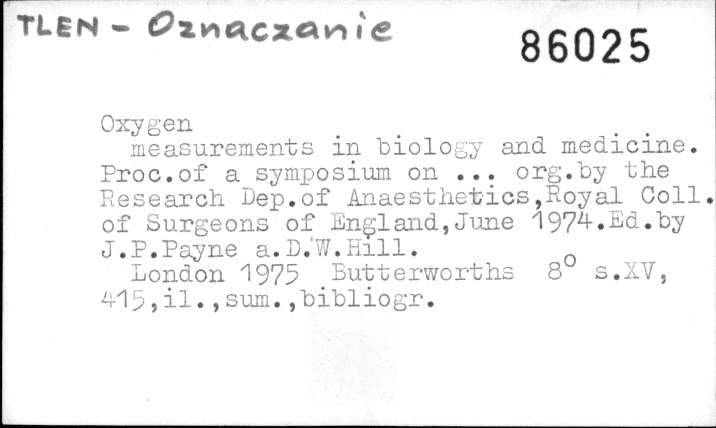 TLEN - Oznaczanie
86025
Oxygen
measurements in biology and medicine.
Proc.of a symposium on ... org.by the
Research Dep.of Anaesthetics,Royal Coll.
of Surgeons of England,June 1974.Ed.by
J.P.Payne a.D.W.Hill.
London 1975 Butterworths 8° s.XV,
415,il.,sum.,bibliogr.